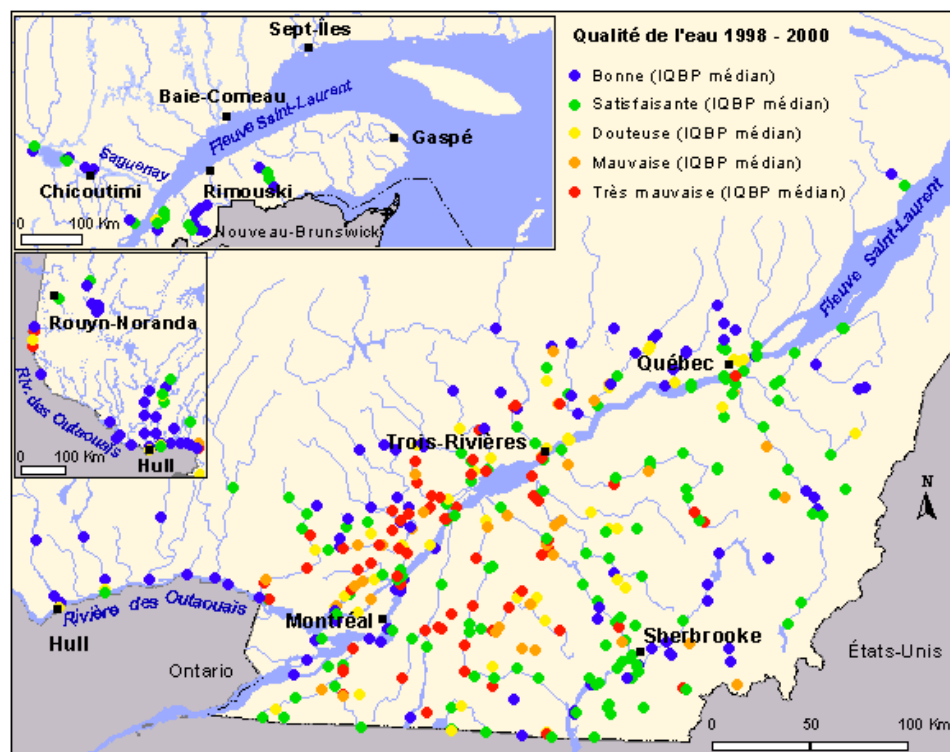 Sept-Îles
Baie-Comeau
Fleuve Saint-Laurent
Gaspé
Saguenay
Chicoutimi
Rimouski
0 100 Km
Nouveau-Brunswick
Qualité de l'eau 1998 - 2000
Bonne (IQBP médian)
Satisfaisante (IQBP médian)
Douteuse (IQBP médian)
Mauvaise (IQBP médian)
Très mauvaise (IQBP médian)
Rouyn-Noranda
Riv. des Outaouais
Hull
0 100 Km
Fleuve Saint-Laurent
Québec
Trois-Rivières
N
Rivière des Outaouais
Hull
Montréal
Sherbrooke
Ontario
États-Unis
0 50 100 Km